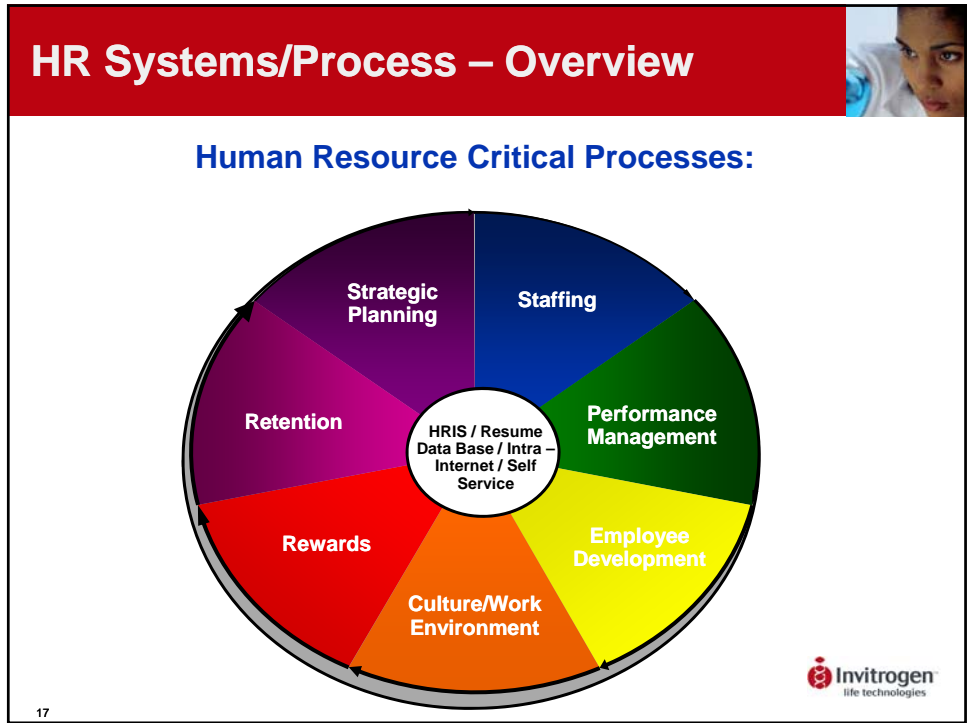 HR Systems/Process – Overview
Human Resource Critical Processes:
Strategic
Planning
Staffing
Retention
Performance
Management
HRIS / Resume
Data Base / Intra –
Internet / Self
Service
Rewards
Employee
Development
Culture/Work
Environment
Invitrogen
life technologies
17